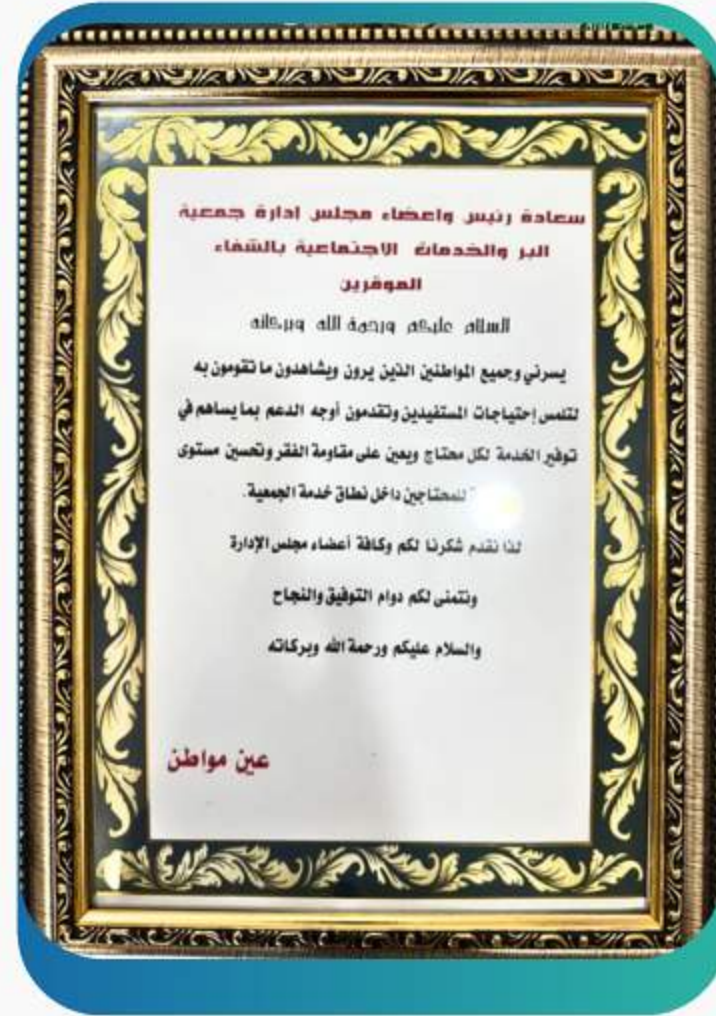 سعادة رئيس واعضاء مجلس ادارة جمعية
البر والخدمات الاجتماعية بالشفاء
الموقرين
السلام عليكم ورحمة الله وبركاته
يسرني وجميع المواطنين الذين يرون ويشاهدون ما تقومون به
لتلمس إحتياجات المستفيدين وتقدمون أوجه الدعم بما يساهم في
توفير الخدمة لكل محتاج ويعين على مقاومة الفقر وتحسين مستوى
للمحتاجين داخل نطاق خدمة الجمعية.
لذا نقدم شكرنا لكم وكافة أعضاء مجلس الإدارة
ونتمنى لكم دوام التوفيق والنجاح
والسلام عليكم ورحمة الله وبركاته
عين مواطن